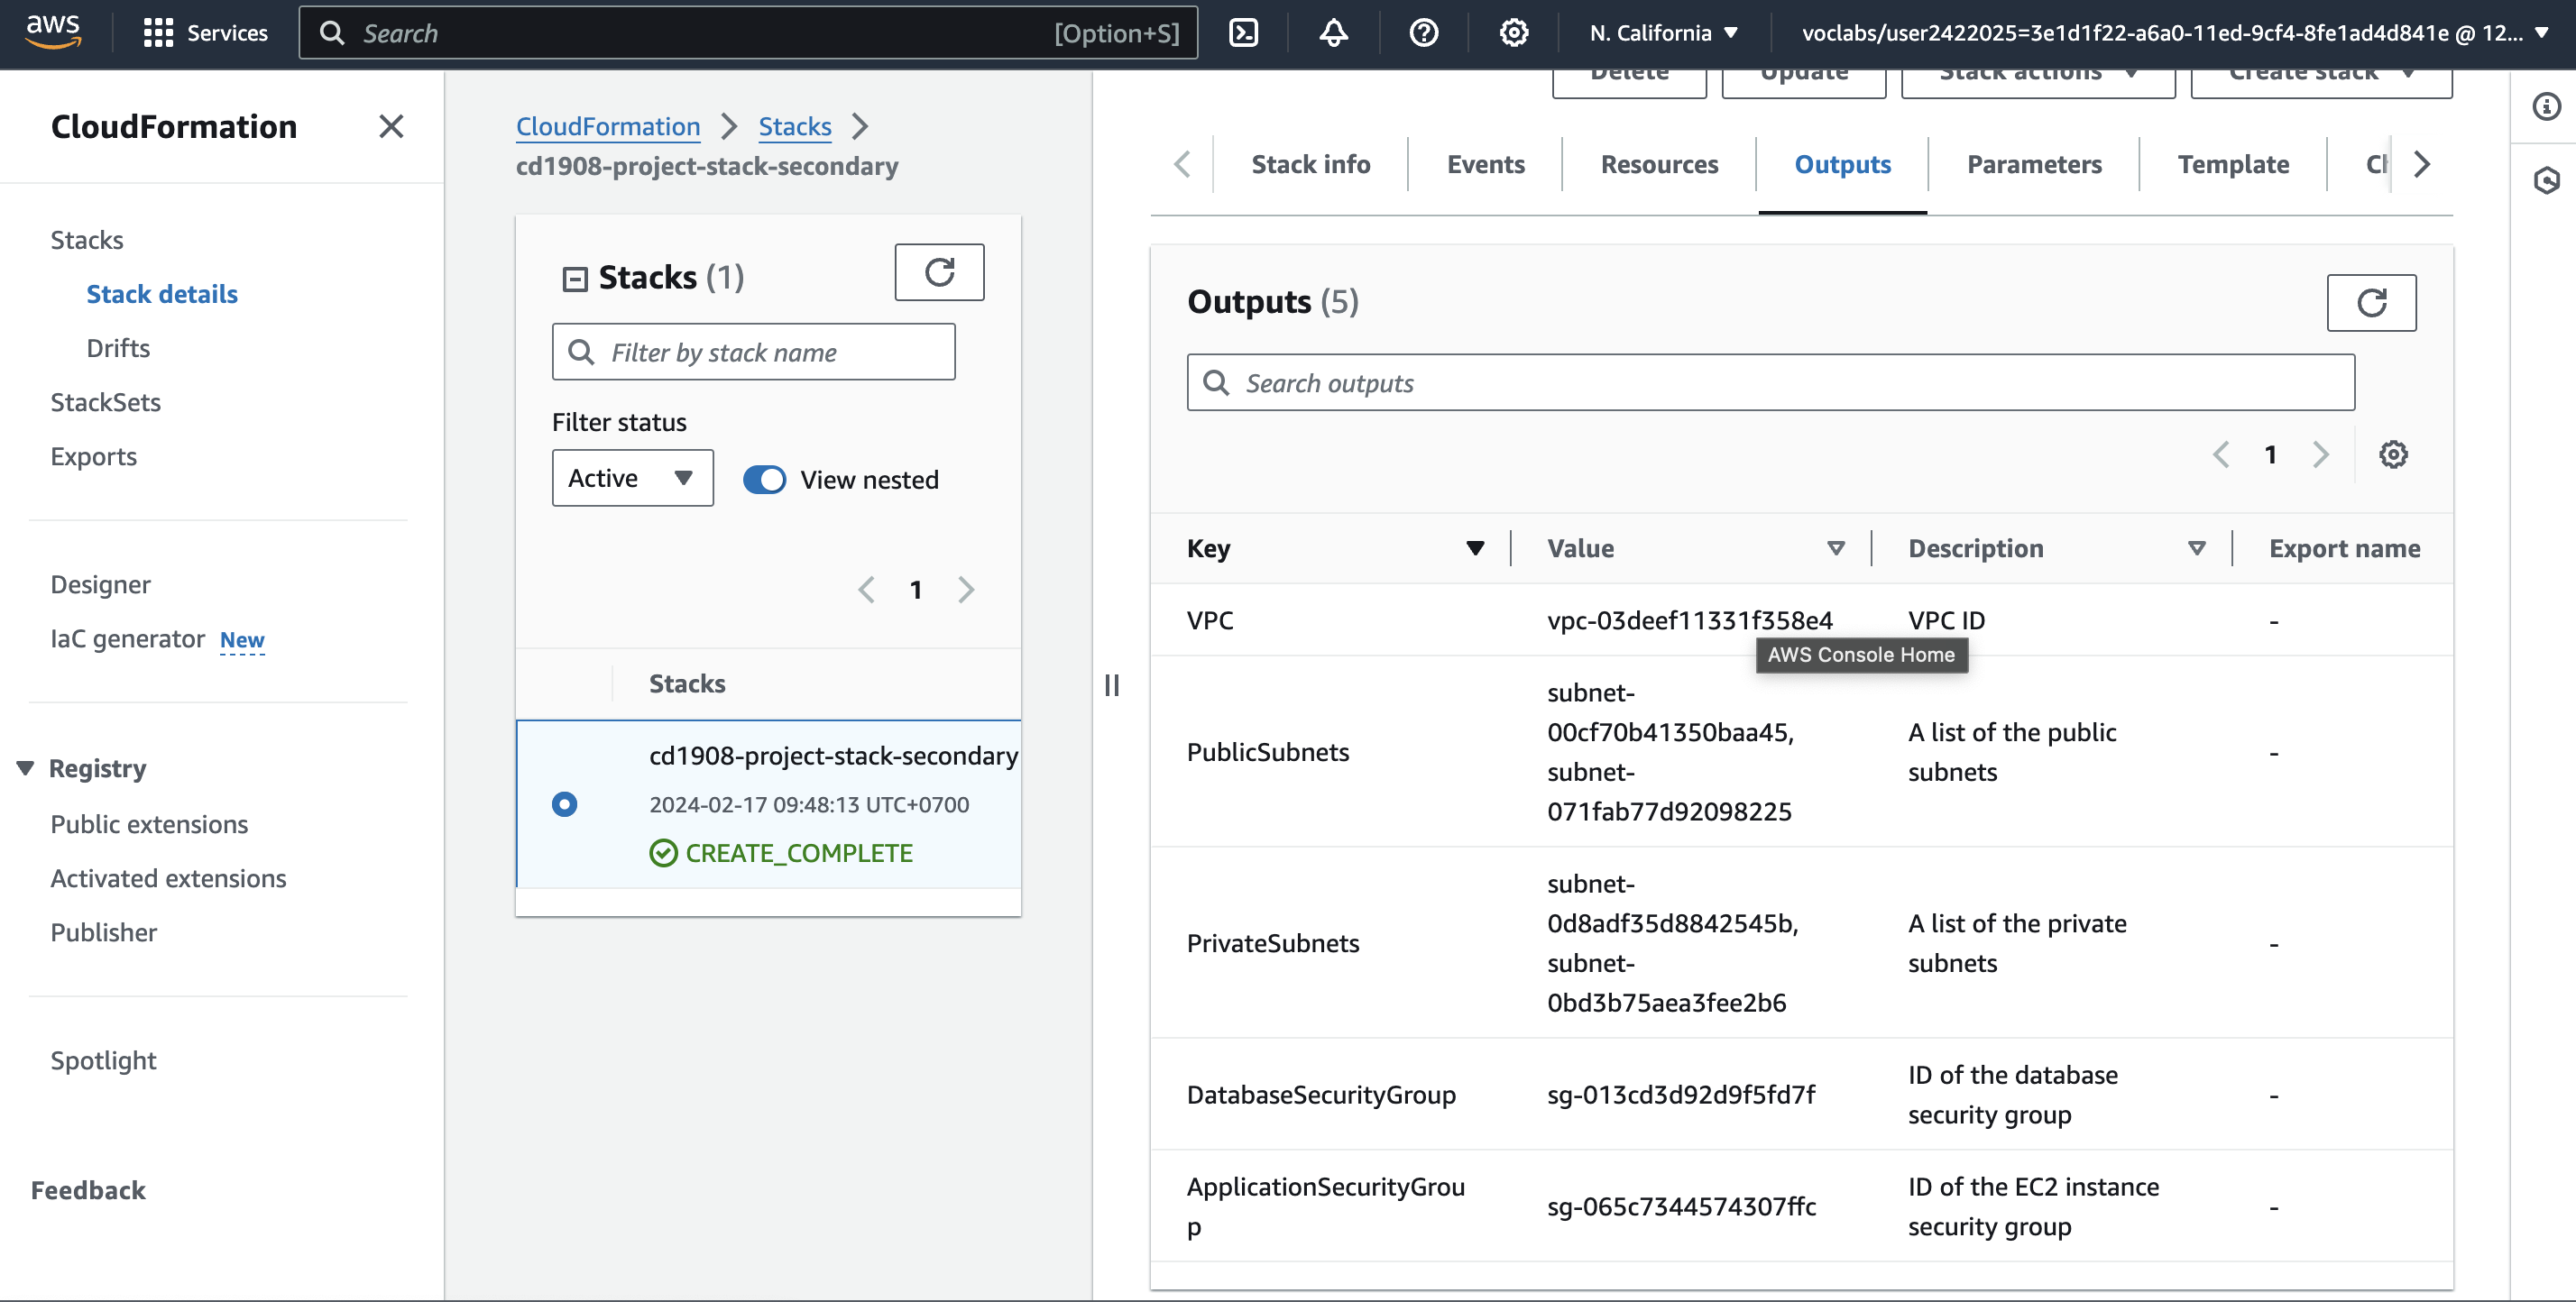 aws
Services
Search
[Option+S]
N. California
voclabs/user2422025=3e1d1f22-a6a0-11ed-9cf4-8fe1ad4d841e @ 12...
CloudFormation
Stacks
Stack details
Drifts
StackSets
Exports
Designer
IaC generator New
Registry
Public extensions
Activated extensions
Publisher
Spotlight
Feedback
CloudFormation
Stacks
cd1908-project-stack-secondary
Stacks (1)
Filter by stack name
Filter status
Active
View nested
1
Stacks
cd1908-project-stack-secondary
2024-02-17 09:48:13 UTC+0700
CREATE_COMPLETE
Delete
Update
Stack actions
Create stack
Stack info
Events
Resources
Outputs
Parameters
Template
Outputs (5)
Search outputs
1
Key
Value
Description
Export name
VPC
vpc-03deef11331f358e4
VPC ID
-
AWS Console Home
PublicSubnets
subnet-
00cf70b41350baa45,
subnet-
071fab77d92098225
A list of the public
subnets
-
PrivateSubnets
subnet-
0d8adf35d8842545b,
subnet-
0bd3b75aea3fee2b6
A list of the private
subnets
-
DatabaseSecurityGroup
sg-013cd3d92d9f5fd7f
ID of the database
security group
-
ApplicationSecurityGrou
p
sg-065c7344574307ffc
ID of the EC2 instance
security group
-